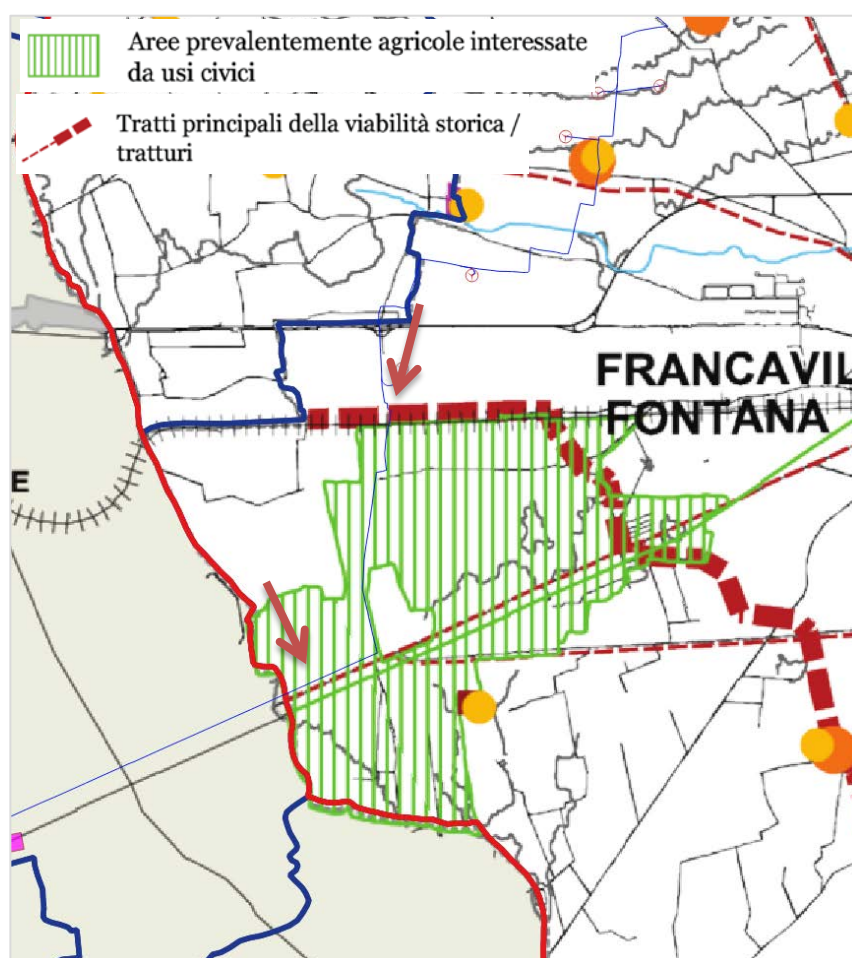 Aree prevalentemente agricole interessate
da usi civici
Tratti principali della viabilità storica /
tratturi
FRANCAVIL
FONTANA
E